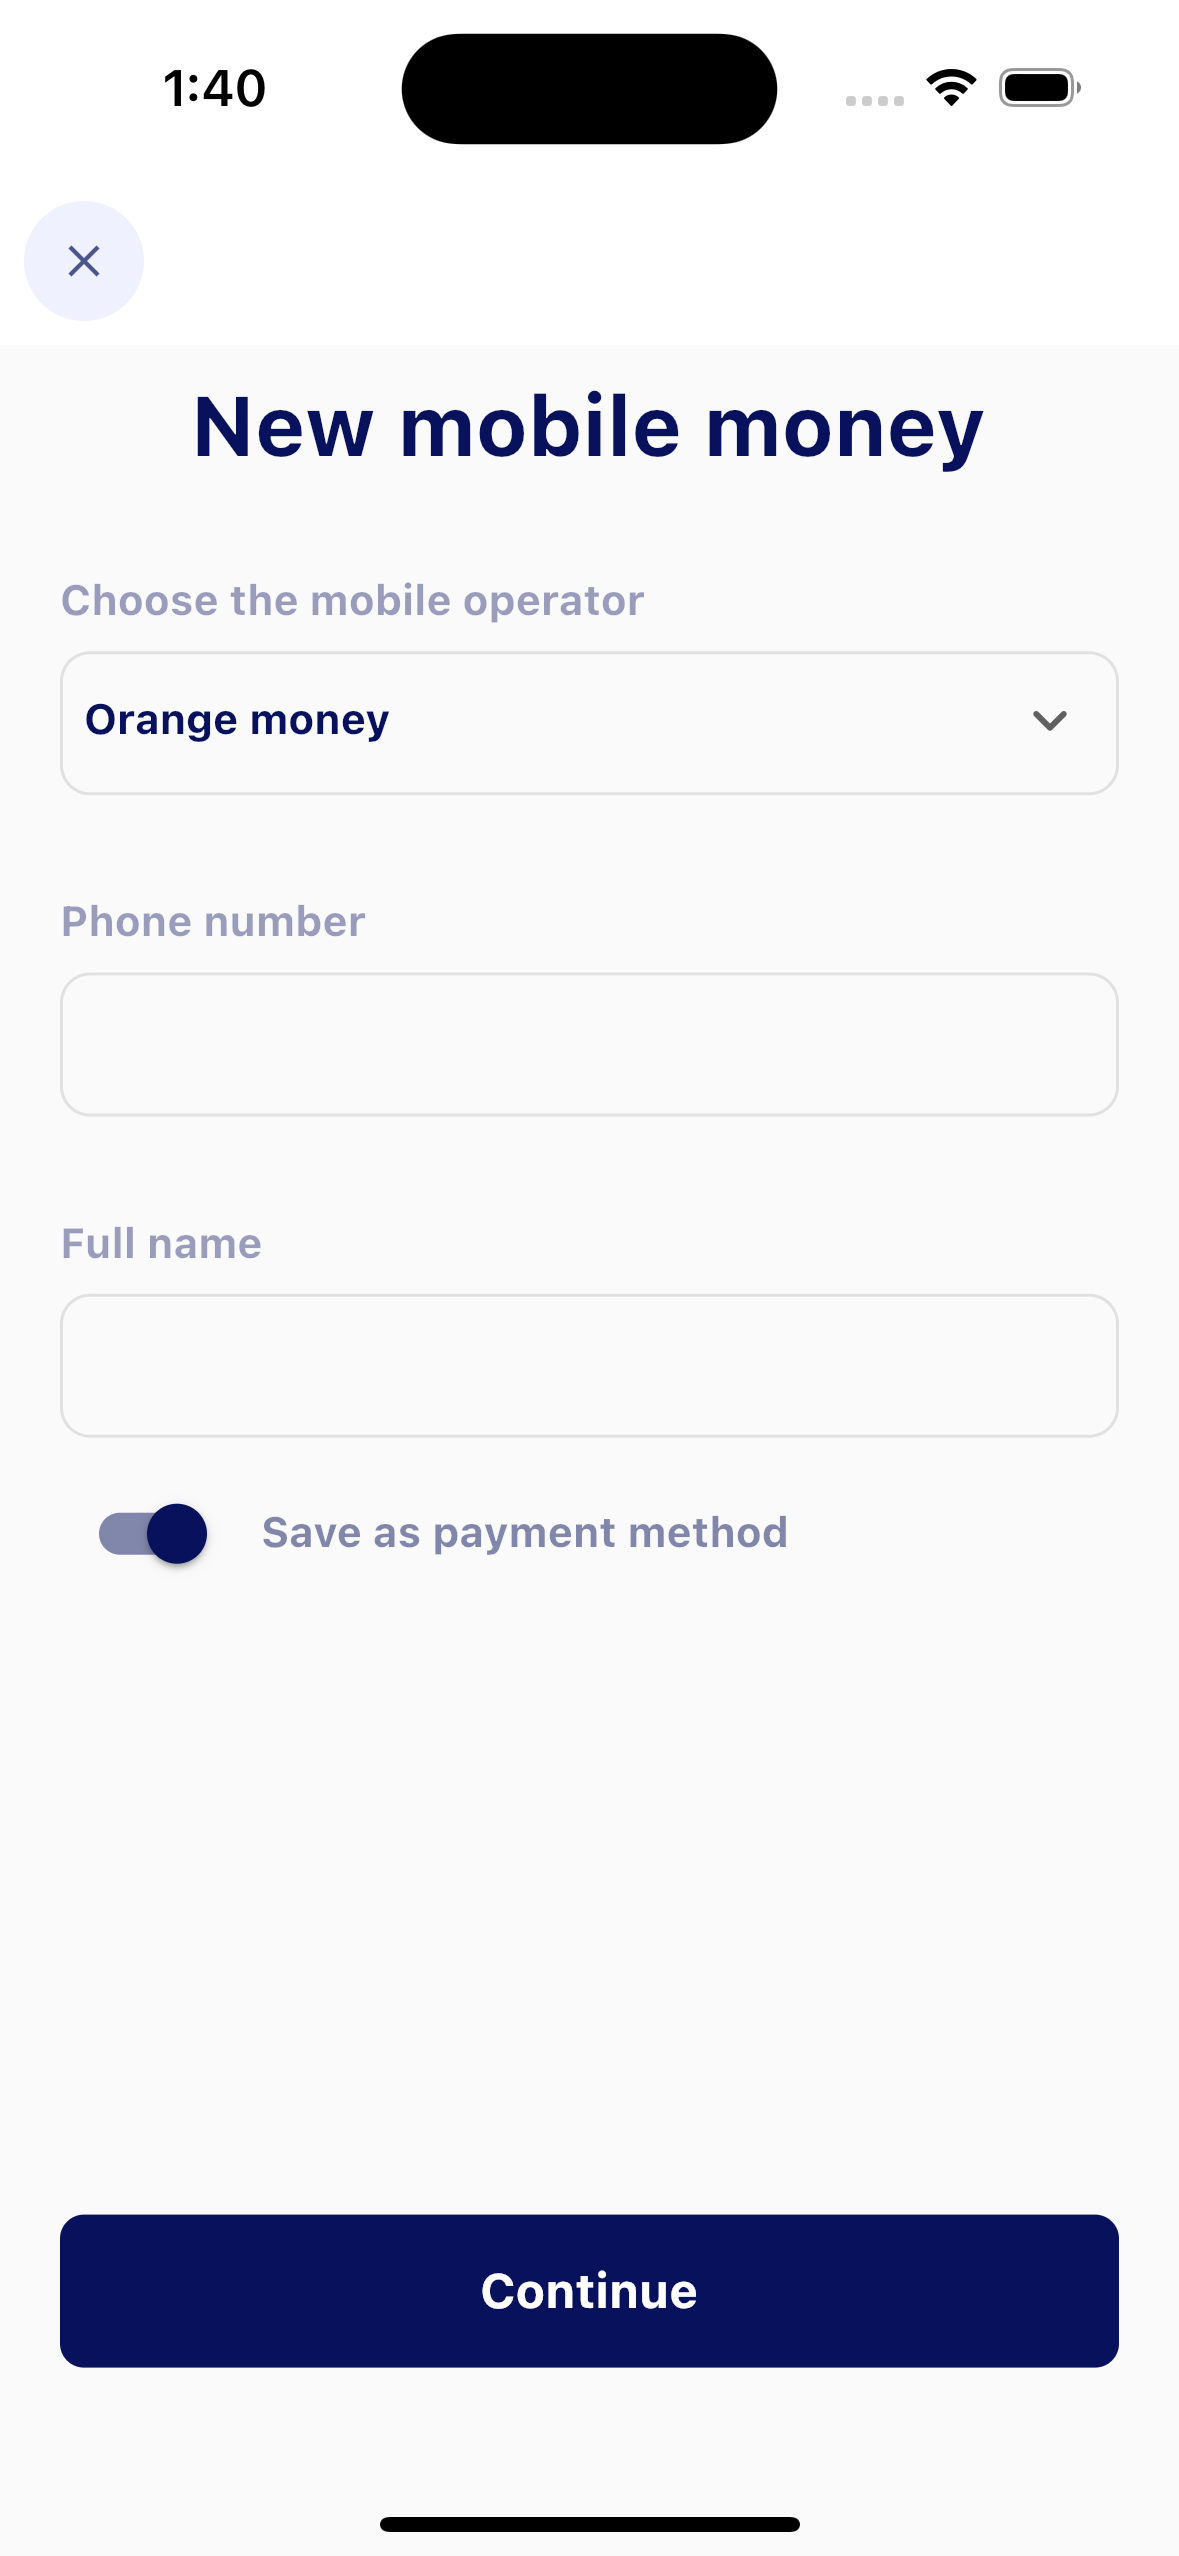 1:40
New mobile money
Choose the mobile operator
Orange money
Phone number
Full name
Save as payment method
Continue